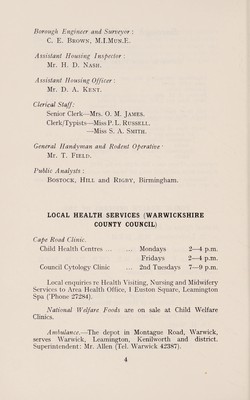 Borough Engineer and Surveyor :
C. E. Brown, M.I.Mun.E.
Assistant Housing Inspector :
Mr. H. D. Nash.
Assistant Housing Officer :
Mr. D. A. Kent.
Clerical Staff:
Senior Clerk—Mrs. O. M. James.
Clerk/Typists—Miss P. L. Russell.
—Miss S. A. Smith.
General Handyman and Rodent Operative :
Mr. T. Field.
Public Analysts :
Bostock, Hill and Rigby, Birmingham.
LOCAL HEALTH SERVICES (WARWICKSHIRE
COUNTY COUNCIL)
Cape Road Clinic.
Child Health Centres ... ... Mondays 2—4 p.m.
Fridays 2—4 p.m.
Council Cytology Clinic ... 2nd Tuesdays 7—9 p.m.
Local enquiries re Health Visiting, Nursing and Midwifery
Services to Area Health Office, 1 Euston Square, Leamington
Spa ('Phone 27284).
National Welfare Foods are on sale at Child Welfare
Clinics.
Ambulance.—The depot in Montague Road, Warwick,
serves Warwick, Leamington, Kenilworth and district.
Superintendent: Mr. Allen (Tel. Warwick 42387).
4